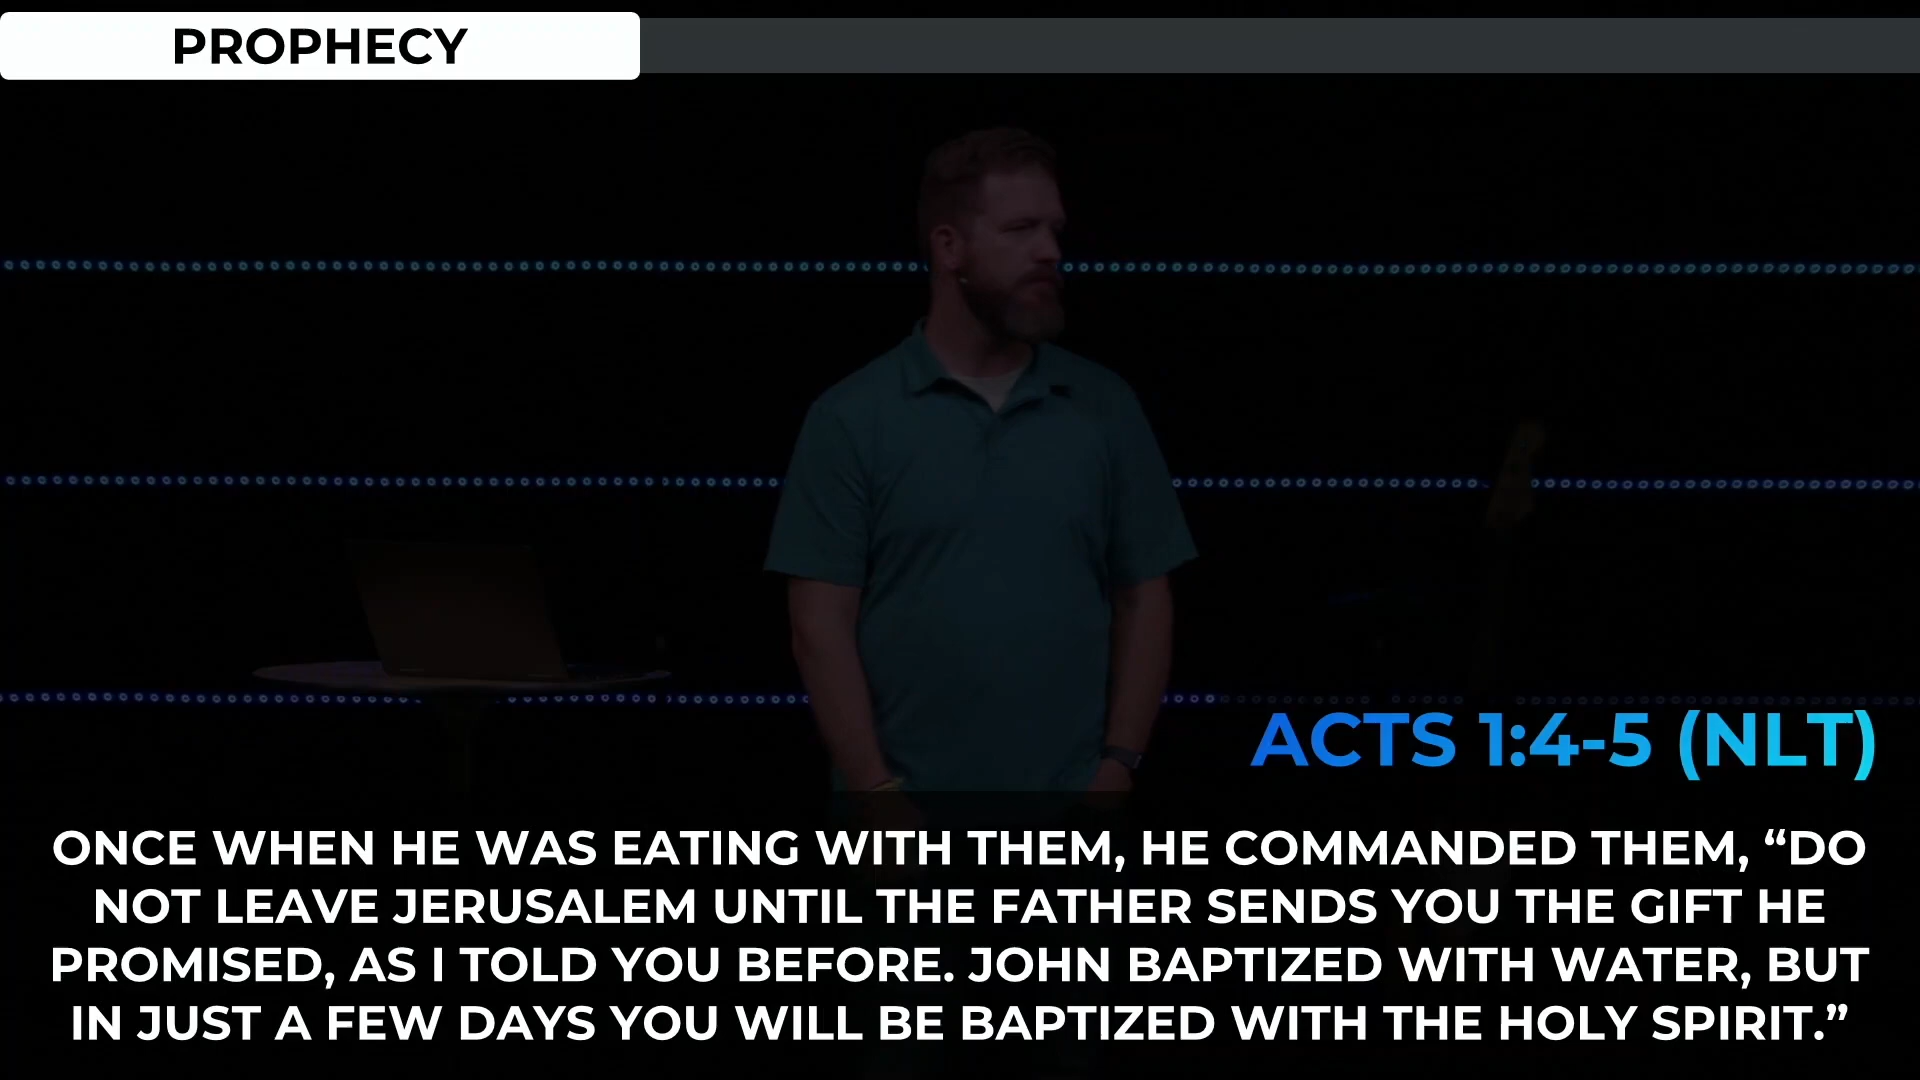 PROPHECY
ACTS 1:4-5 (NLT)
ONCE WHEN HE WAS EATING WITH THEM, HE COMMANDED THEM, “DO
NOT LEAVE JERUSALEM UNTIL THE FATHER SENDS YOU THE GIFT HE
PROMISED, AS I TOLD YOU BEFORE. JOHN BAPTIZED WITH WATER, BUT
IN JUST A FEW DAYS YOU WILL BE BAPTIZED WITH THE HOLY SPIRIT.”